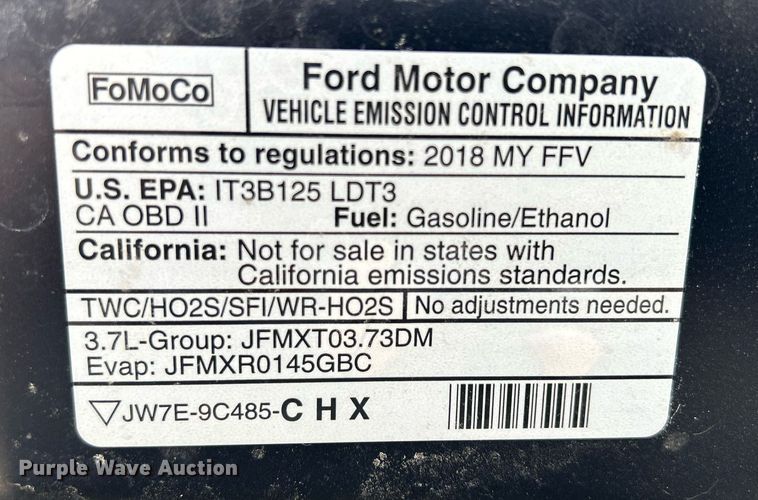 FoMoCo
Ford Motor Company
VEHICLE EMISSION CONTROL INFORMATION
Conforms to regulations: 2018 MY FFV
U.S. EPA: IT3B125 LDT3
CA OBD II Fuel: Gasoline/Ethanol
California: Not for sale in states with
California emissions standards.
TWC/HO2S/SFI/WR-HO2S No adjustments needed.
3.7L-Group: JFMXT03.73DM
Evap: JFMXR0145GBC
JW7E-9C485-CHX
Purple Wave Auction